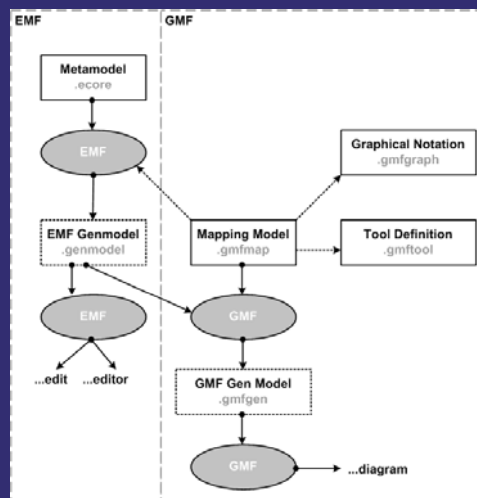 EMF
GMF
Metamodel
.ecore
EMF
Graphical Notation
.gmfgraph
EMF Genmodel
.genmodel
Mapping Model
.gmfmap
Tool Definition
.gmftool
EMF
GMF
...edit
...editor
GMF Gen Model
.gmfgen
GMF
...diagram